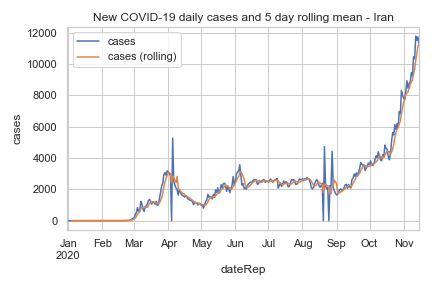 New COVID-19 daily cases and 5 day rolling mean - Iran
cases
cases (rolling)
12000
10000
8000
6000
4000
2000
0
cases
Jan Feb Mar Apr May Jun Jul Aug Sep Oct Nov
2020
dateRep